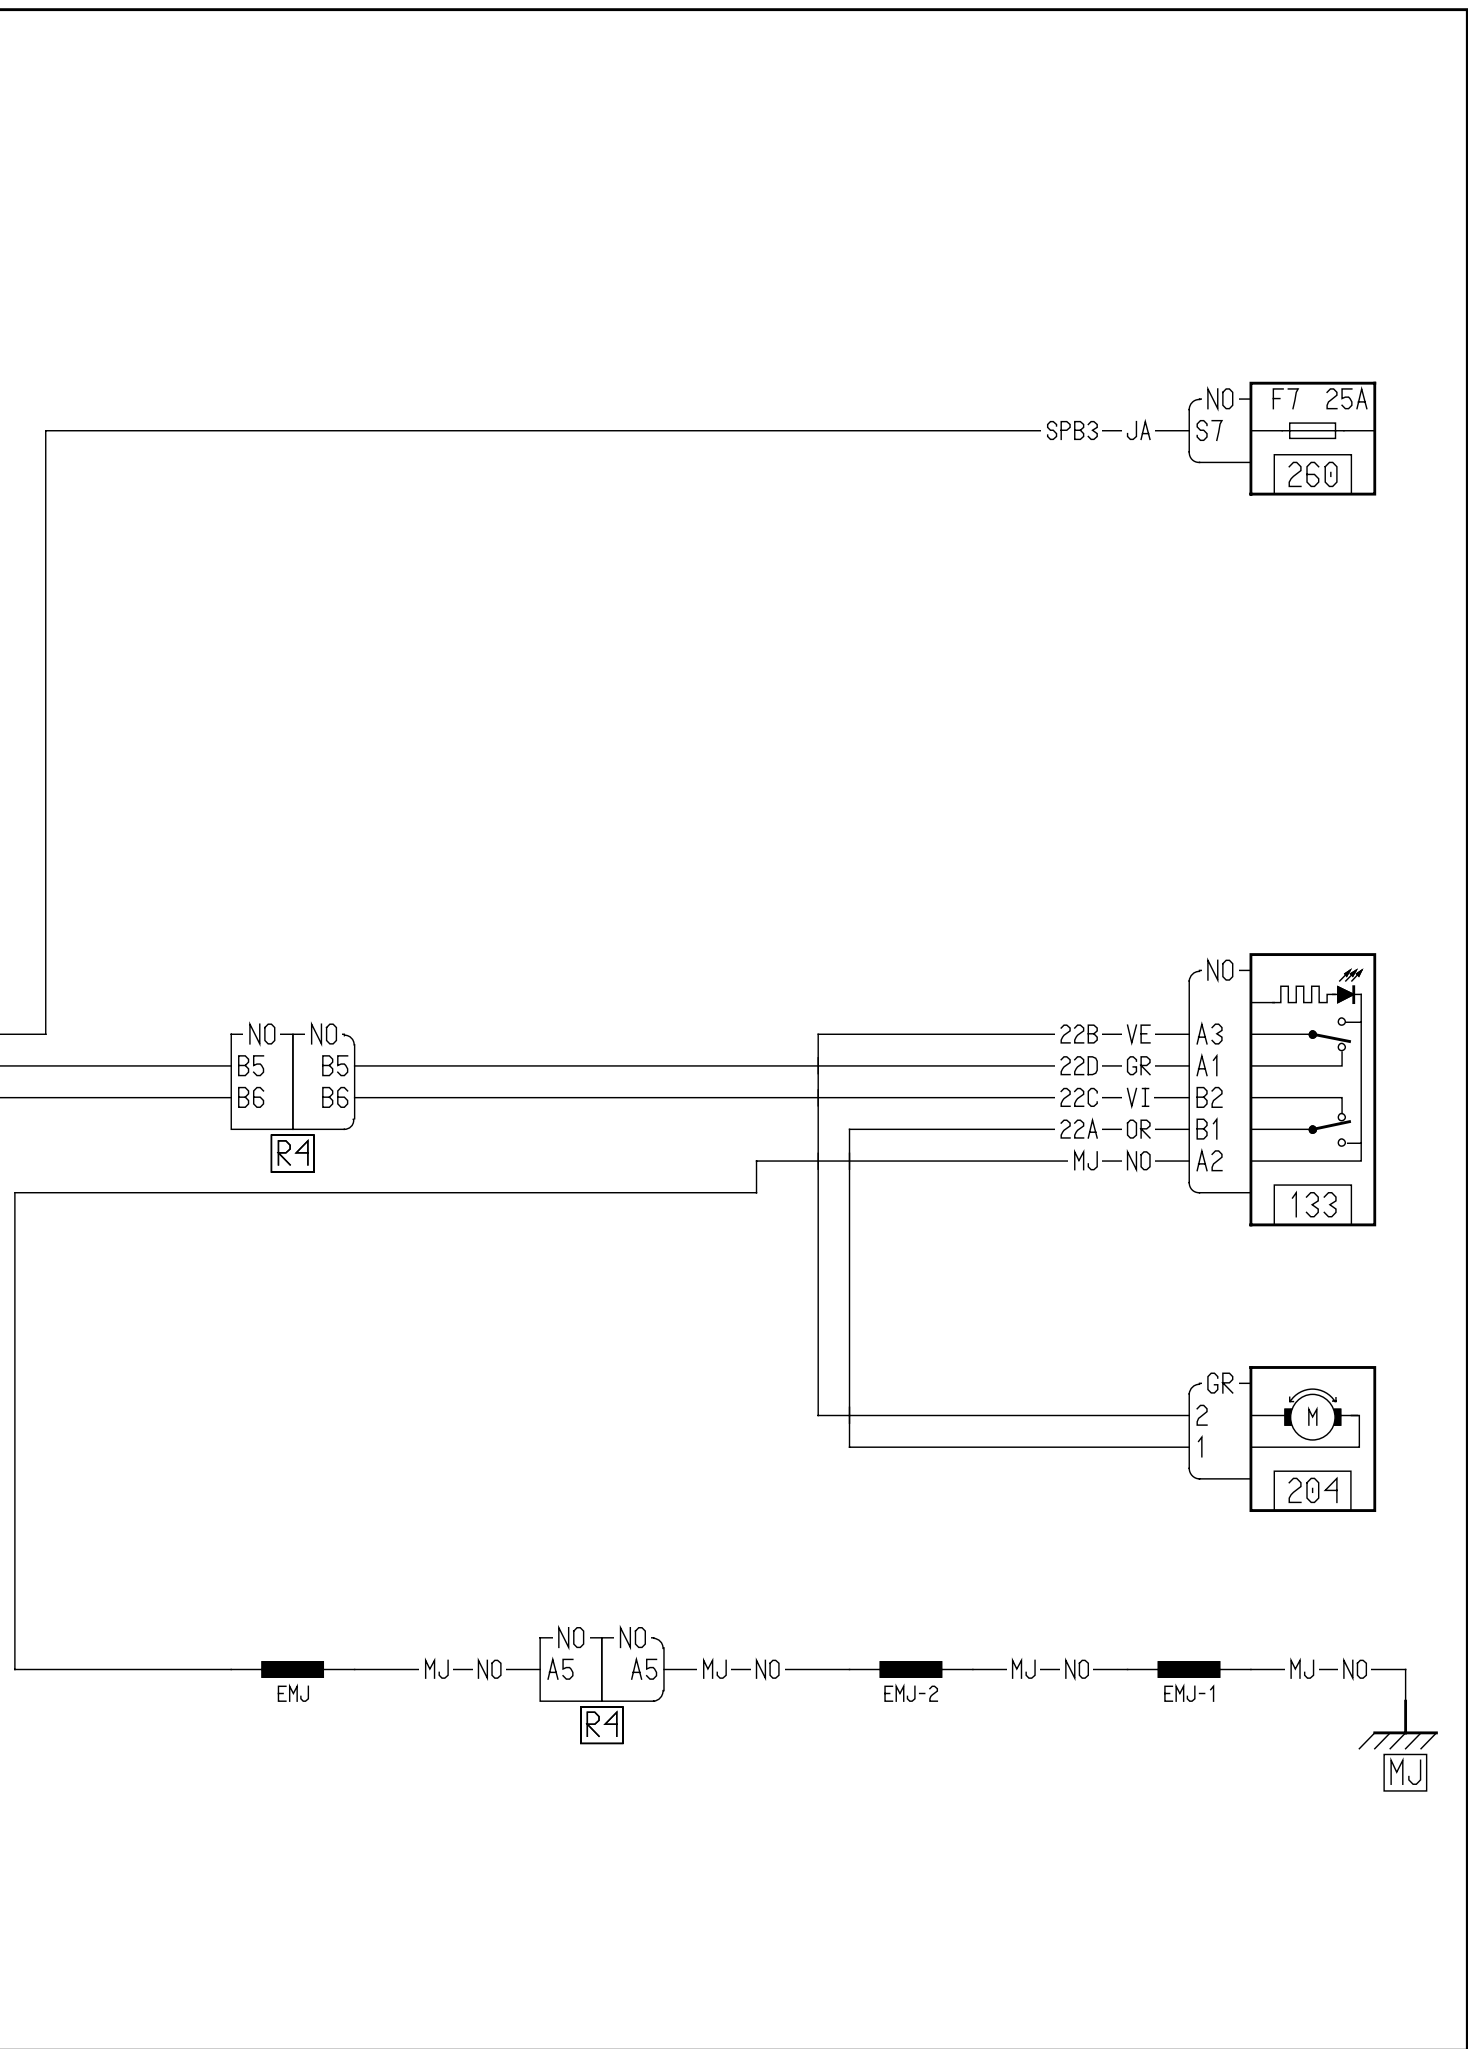 NO F7 25A
SPB3 JA S7
260
NO
NO NO 22B VE A3
B5 B5 22D GR A1
B6 B6 22C VI B2
22A OR B1
R4
MJ NO A2
133
GR
2 M
1
204
NO NO
MJ NO A5 A5 MJ NO MJ NO MJ NO
EMJ EMJ-2 EMJ-1
R4
MJ